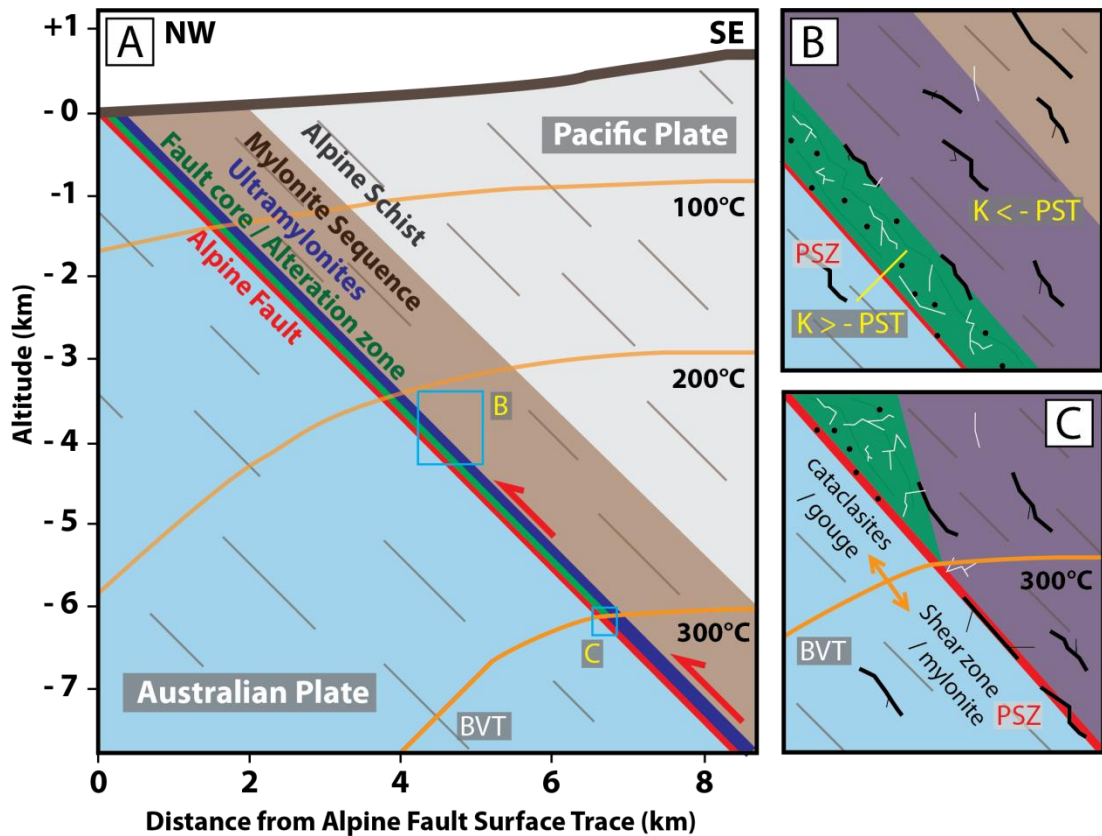 A
NW
SE
+1
- 0
- 1
- 2
- 3
- 4
- 5
- 6
- 7
Altitude (km)
Pacific Plate
Alpine Schist
Mylonite Sequence
Ultramylonites
Fault core / Alteration zone
Alpine Fault
100°C
200°C
300°C
B
C
BVT
Australian Plate
0
2
4
6
8
Distance from Alpine Fault Surface Trace (km)
B
K < - PST
PSZ
K > - PST
C
cataclasites
/ gouge
300°C
BVT
Shear zone
/ mylonite
PSZ